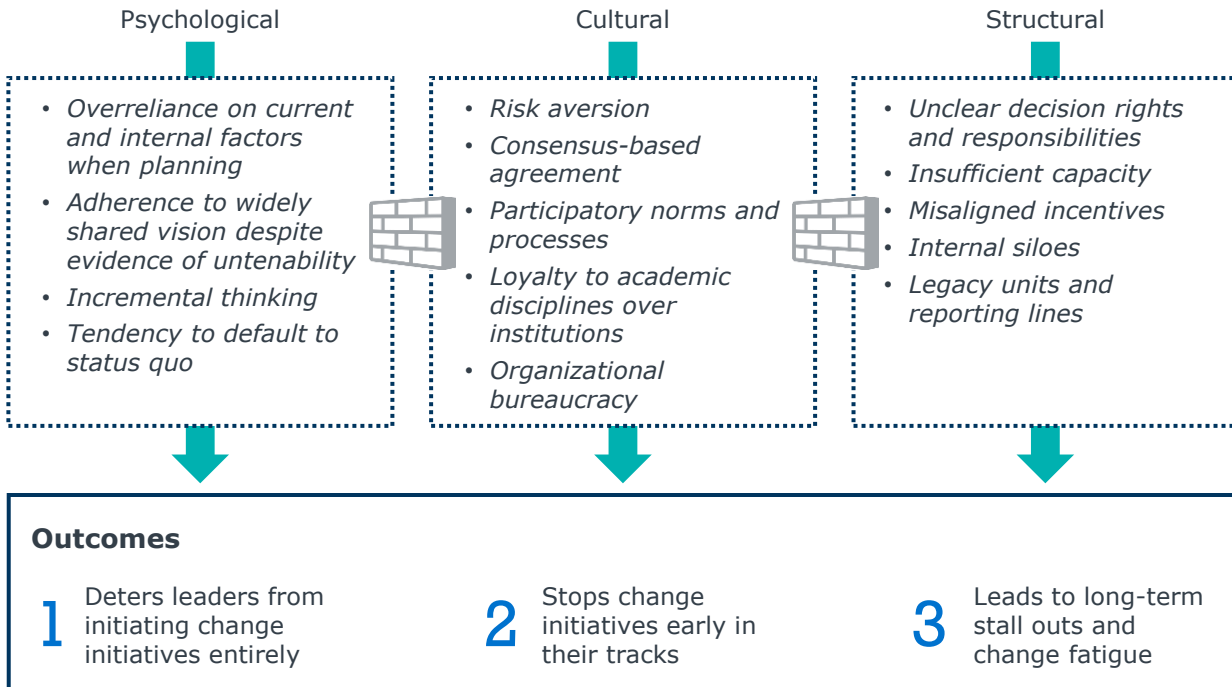 Psychological
Cultural
Structural
• Overreliance on current
and internal factors
when planning
• Adherence to widely
shared vision despite
evidence of untenability
• Incremental thinking
• Tendency to default to
status quo
• Risk aversion
• Consensus-based
agreement
• Participatory norms and
processes
• Loyalty to academic
disciplines over
institutions
• Organizational
bureaucracy
• Unclear decision rights
and responsibilities
• Insufficient capacity
• Misaligned incentives
• Internal siloes
• Legacy units and
reporting lines
Outcomes
1
Deters leaders from
initiating change
initiatives entirely
2
Stops change
initiatives early in
their tracks
3
Leads to long-term
stall outs and
change fatigue